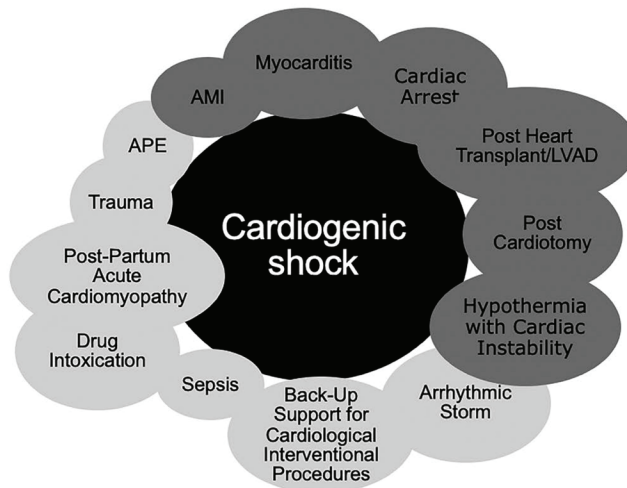 Cardiogenic
shock
Myocarditis
Cardiac
Arrest
Post Heart
Transplant/LVAD
Post
Cardiotomy
Hypothermia
with Cardiac
Instability
Arrhythmic
Storm
Back-Up
Support for
Cardiological
Interventional
Procedures
Sepsis
Drug
Intoxication
Post-Partum
Acute
Cardiomyopathy
Trauma
APE
AMI